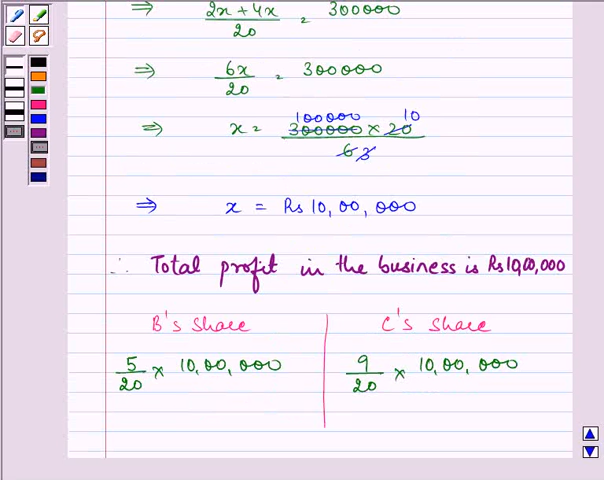 ⇒ 2x + 4x / 20 = 300000
⇒ 6x / 20 = 300000
100000 10
⇒ x = 300000 × 20 / 6 3
⇒ x = Rs 10,00,000
∴ Total profit in the business is Rs 10,00,000
B's share C's share
5/20 × 10,00,000 9/20 × 10,00,000